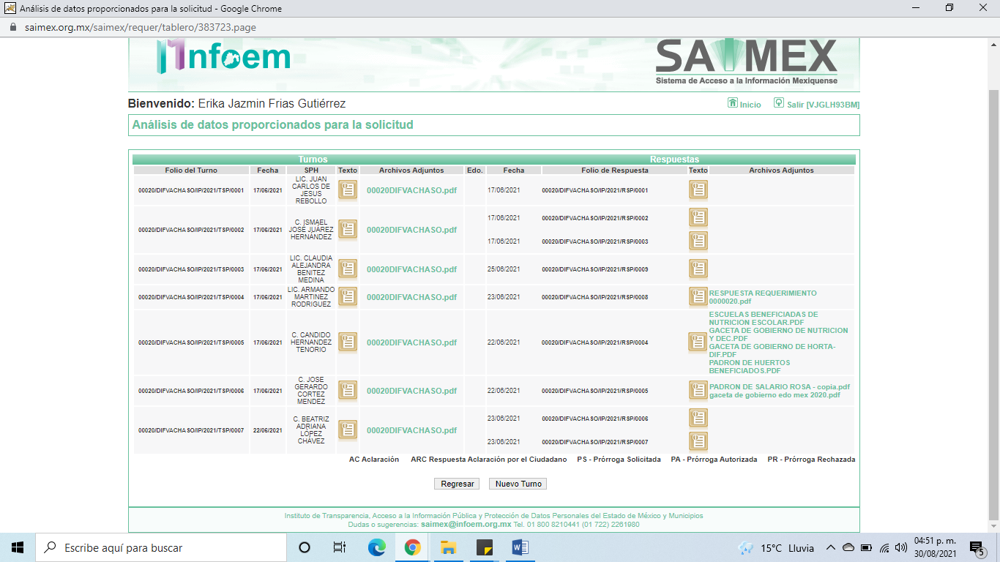 Análisis de datos proporcionados para la solicitud - Google Chrome
saimex.org.mx/saimex/requer/tablero/383723.page
Infoem
SAIMEX
Sistema de Acceso a la Información Mexiquense
Bienvenido: Erika Jazmin Frias Gutiérrez
Inicio
Salir [VJGLH93BM]
Análisis de datos proporcionados para la solicitud
Turnos
Respuestas
Folio del Turno Fecha SPH Texto Archivos Adjuntos Edo. Fecha Folio de Respuesta Texto Archivos Adjuntos
00020/DIFVACHASO/IP/2021/TSP/0001 17/06/2021
LIC. JUAN
CARLOS DE
JESUS
REBOLLO
00020DIFVACHASO.pdf
17/06/2021 00020/DIFVACHASO/IP/2021/RSP/0001
00020/DIFVACHASO/IP/2021/TSP/0002 17/06/2021
C. ISMAEL
JOSÉ JUÁREZ
HERNÁNDEZ
00020DIFVACHASO.pdf
17/06/2021 00020/DIFVACHASO/IP/2021/RSP/0002
17/06/2021 00020/DIFVACHASO/IP/2021/RSP/0003
00020/DIFVACHASO/IP/2021/TSP/0003 17/06/2021
LIC. CLAUDIA
ALEJANDRA
BENITEZ
MEDINA
00020DIFVACHASO.pdf
25/06/2021 00020/DIFVACHASO/IP/2021/RSP/0009
00020/DIFVACHASO/IP/2021/TSP/0004 17/06/2021
LIC. ARMANDO
MARTINEZ
RODRIGUEZ
00020DIFVACHASO.pdf
23/06/2021 00020/DIFVACHASO/IP/2021/RSP/0008
RESPUESTA REQUERIMIENTO
0000020.pdf
00020/DIFVACHASO/IP/2021/TSP/0005 17/06/2021
C. CANDIDO
HERNANDEZ
TENORIO
00020DIFVACHASO.pdf
22/06/2021 00020/DIFVACHASO/IP/2021/RSP/0004
ESCUELAS BENEFICIADAS DE
NUTRICION ESCOLAR.PDF
GACETA DE GOBIERNO DE NUTRICION
Y DEC.PDF
GACETA DE GOBIERNO DE HORTA-
DIF.PDF
PADRON DE HUERTOS
BENEFICIADOS.PDF
00020/DIFVACHASO/IP/2021/TSP/0006 17/06/2021
C. JOSE
GERARDO
CORTEZ
MENDEZ
00020DIFVACHASO.pdf
22/06/2021 00020/DIFVACHASO/IP/2021/RSP/0005
PADRON DE SALARIO ROSA - copia.pdf
gaceta de gobierno edo mex 2020.pdf
00020/DIFVACHASO/IP/2021/TSP/0007 22/06/2021
C. BEATRIZ
ADRIANA
LÓPEZ
CHÁVEZ
00020DIFVACHASO.pdf
23/06/2021 00020/DIFVACHASO/IP/2021/RSP/0006
23/06/2021 00020/DIFVACHASO/IP/2021/RSP/0007
AC Aclaración ARC Respuesta Aclaración por el Ciudadano PS - Prórroga Solicitada PA - Prórroga Autorizada PR - Prórroga Rechazada
Regresar Nuevo Turno
Instituto de Transparencia, Acceso a la Información Pública y Protección de Datos Personales del Estado de México y Municipios
Dudas o sugerencias: saimex@infoem.org.mx Tel. 01 800 8210441 (01 722) 2261980
Escribe aquí para buscar
15°C Lluvia
04:51 p. m.
30/08/2021
5